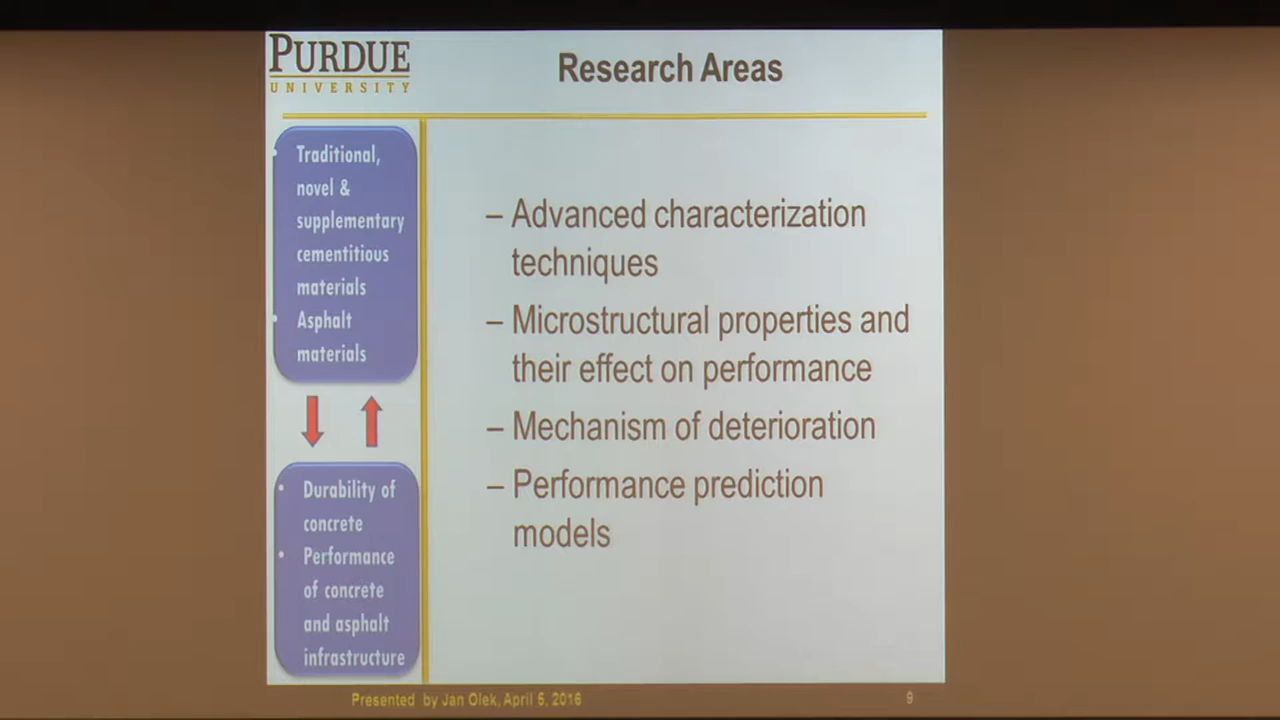 PURDUE
UNIVERSITY
Research Areas
• Traditional,
novel &
supplementary
cementitious
materials
• Asphalt
materials
• Durability of
concrete
• Performance
of concrete
and asphalt
infrastructure
– Advanced characterization
techniques
– Microstructural properties and
their effect on performance
– Mechanism of deterioration
– Performance prediction
models
Presented by Jan Olek, April 5, 2016
9